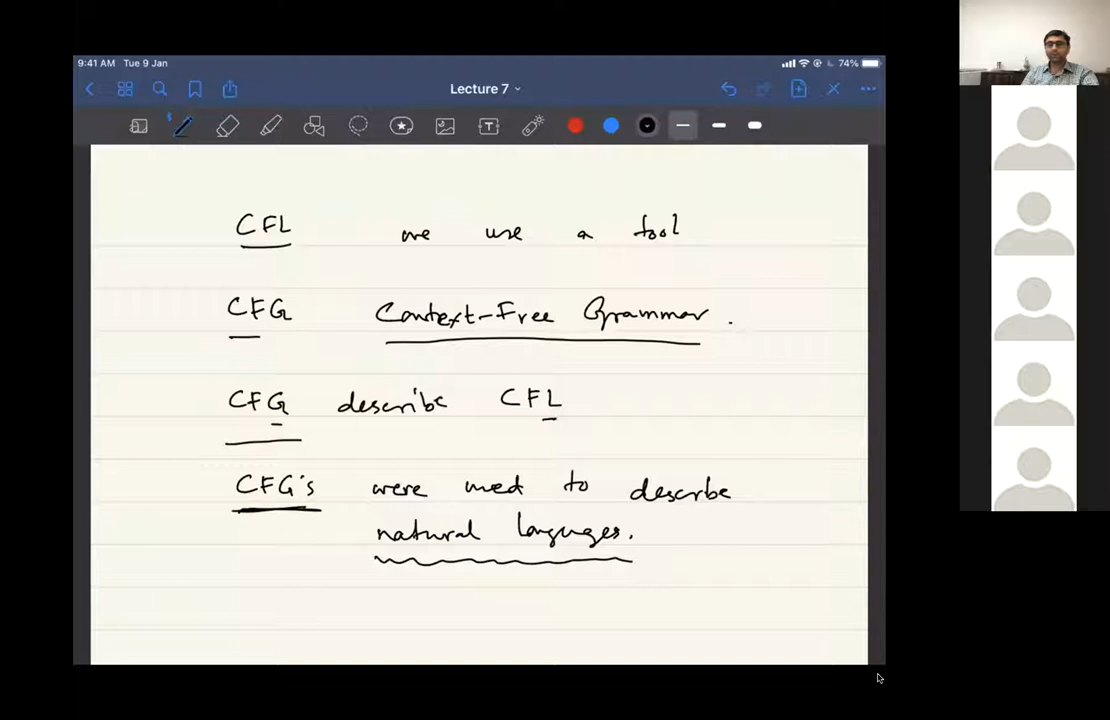 9:41 AM Tue 9 Jan 74%
Lecture 7
CFL we use a tool
CFG Context-Free Grammar.
CFG describe CFL
CFG's were used to describe
natural languages.